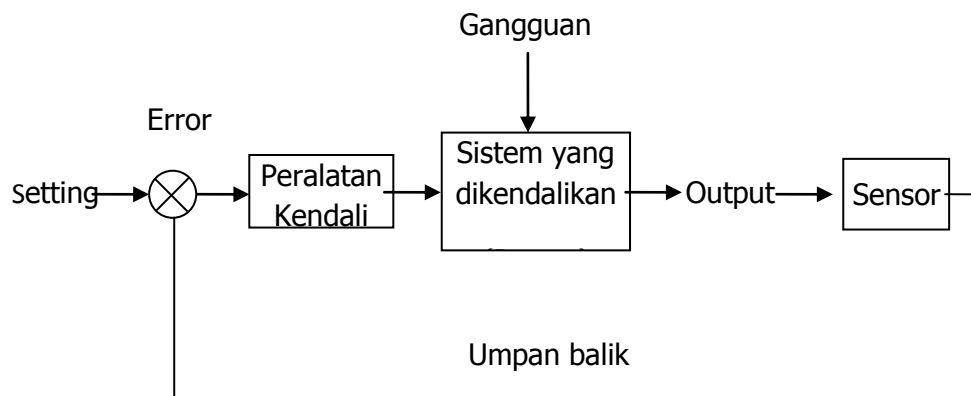 Gangguan
Error
Setting
Peralatan
Kendali
Sistem yang
dikendalikan
Output
Sensor
Umpan balik